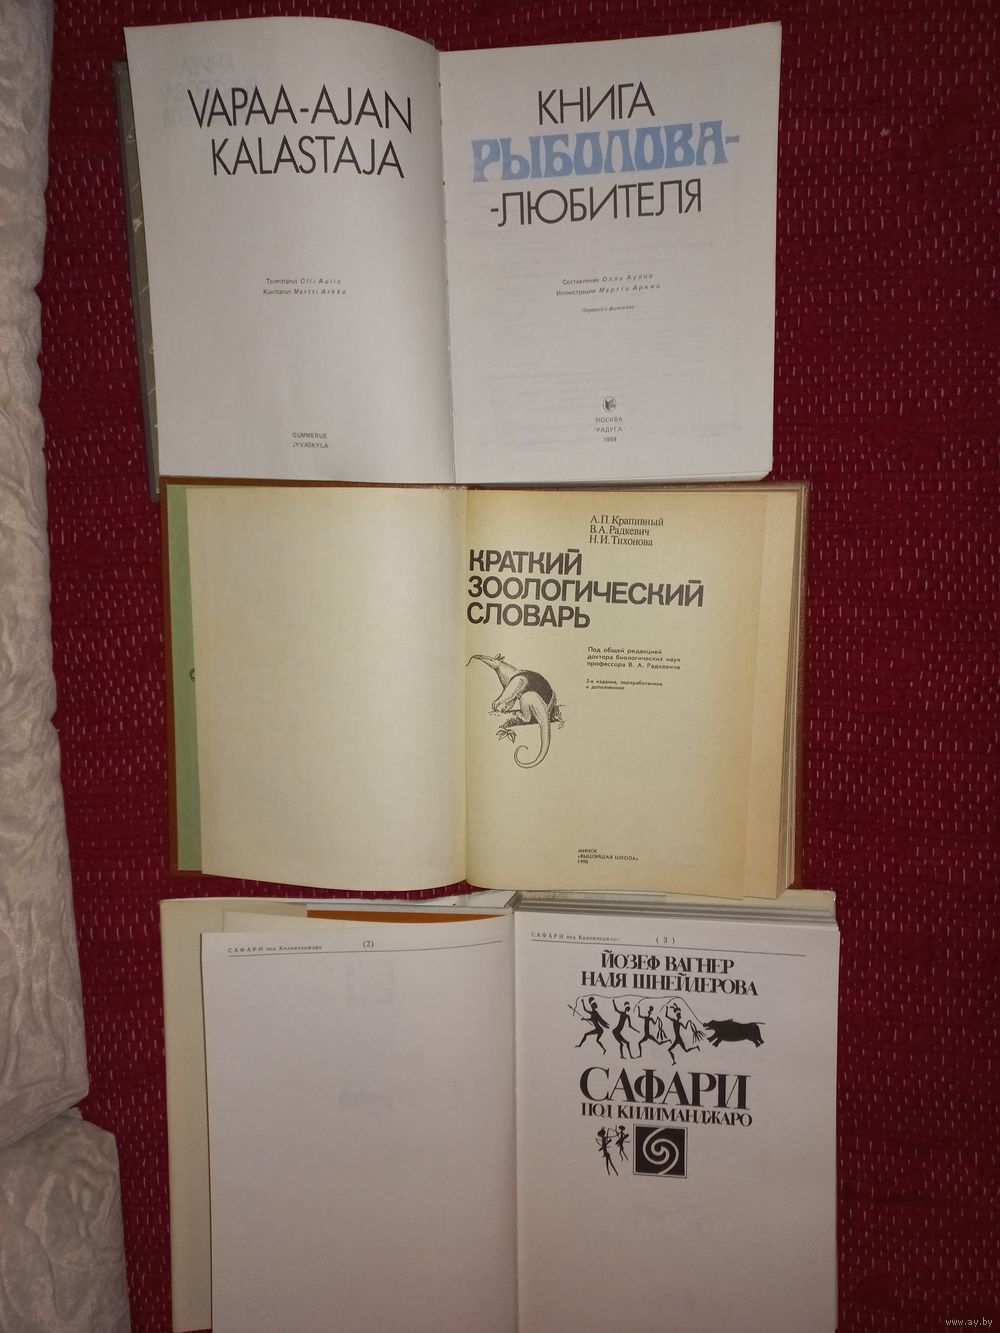 VAPAA-AJAN
KALASTAJA
Toimittanut Olli Aulio
Kuvittanut Martti Arkko
GUMMERUS
JYVÄSKYLÄ
КНИГА
РЫБОЛОВА-
-ЛЮБИТЕЛЯ
Составление Олли Аулио
Иллюстрации Мартти Аркко
Перевод с финского
МОСКВА
"РАДУГА"
1984
А.П.Крапивный
В.А.Радкевич
Н.И.Тихонова
КРАТКИЙ
ЗООЛОГИЧЕСКИЙ
СЛОВАРЬ
Под общей редакцией
доктора биологических наук
профессора В. А. Радкевича
2-е издание, переработанное
и дополненное
МИНСК
«ВЫШЭЙШАЯ ШКОЛА»
1990
САФАРИ под Килиманджаро (2)
САФАРИ под Килиманджаро (3)
ЙОЗЕФ ВАГНЕР
НАДЯ ШНЕЙДЕРОВА
САФАРИ
ПОД КИЛИМАНДЖАРО
www.ay.by